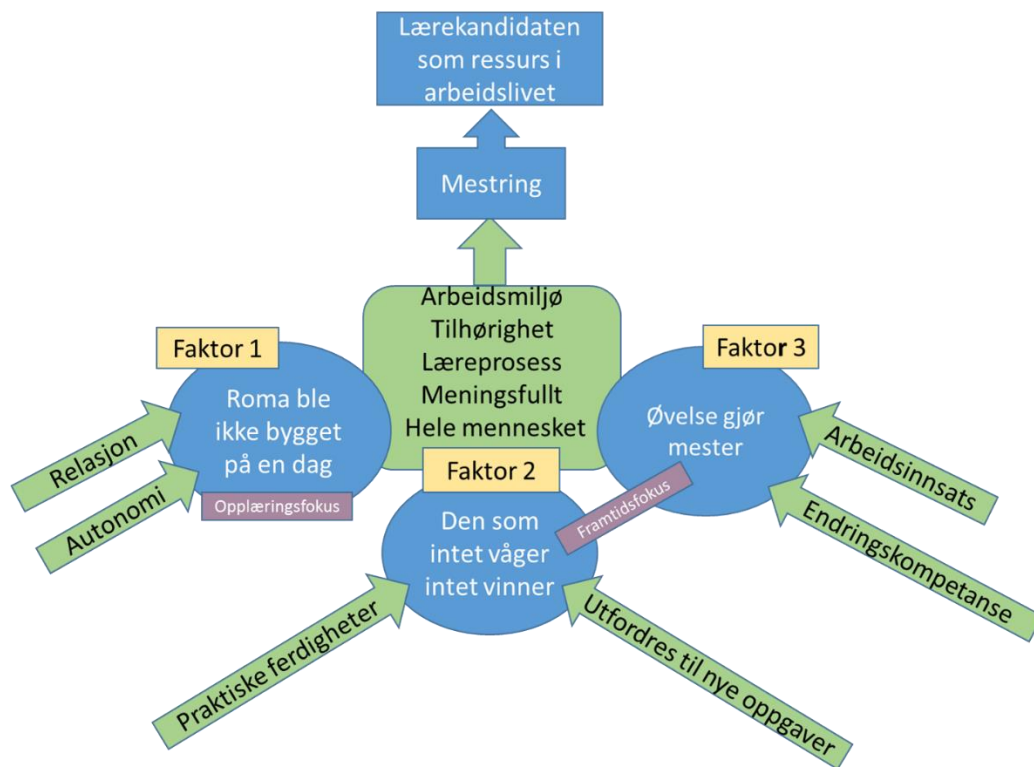 Lærekandidaten
som ressurs i
arbeidslivet
Mestring
Arbeidsmiljø
Tilhørighet
Læreprosess
Meningsfullt
Hele mennesket
Faktor 1
Roma ble
ikke bygget
på en dag
Opplæringsfokus
Relasjon
Autonomi
Faktor 2
Den som
intet våger
intet vinner
Framtidsfokus
Praktiske ferdigheter
Utfordres til nye oppgaver
Faktor 3
Øvelse gjør
mester
Arbeidsinnsats
Endringskompetanse